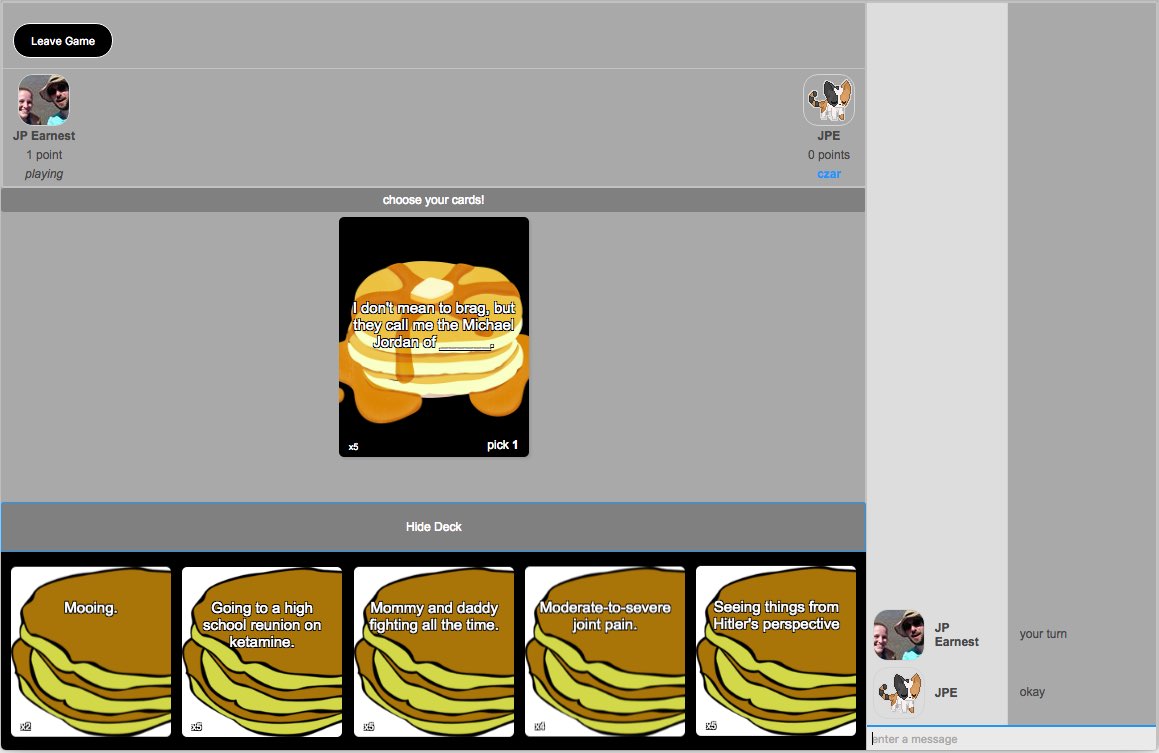 Leave Game
JP Earnest
1 point
playing
JPE
0 points
czar
choose your cards!
I don't mean to brag, but
they call me the Michael
Jordan of _______.
x5
pick 1
Hide Deck
Mooing.
x2
Going to a high
school reunion on
ketamine.
x5
Mommy and daddy
fighting all the time.
x5
Moderate-to-severe
joint pain.
x4
Seeing things from
Hitler's perspective
x5
JP
Earnest
your turn
JPE
okay
enter a message